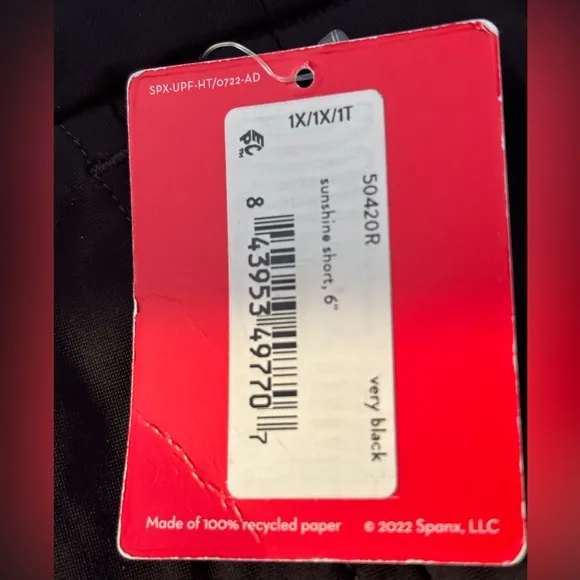 SPX-UPF-HT/0722-AD
1X/1X/1T
ECP™
50420R
sunshine short, 6"
very black
8 43953 49770 7
Made of 100% recycled paper
© 2022 Spanx, LLC